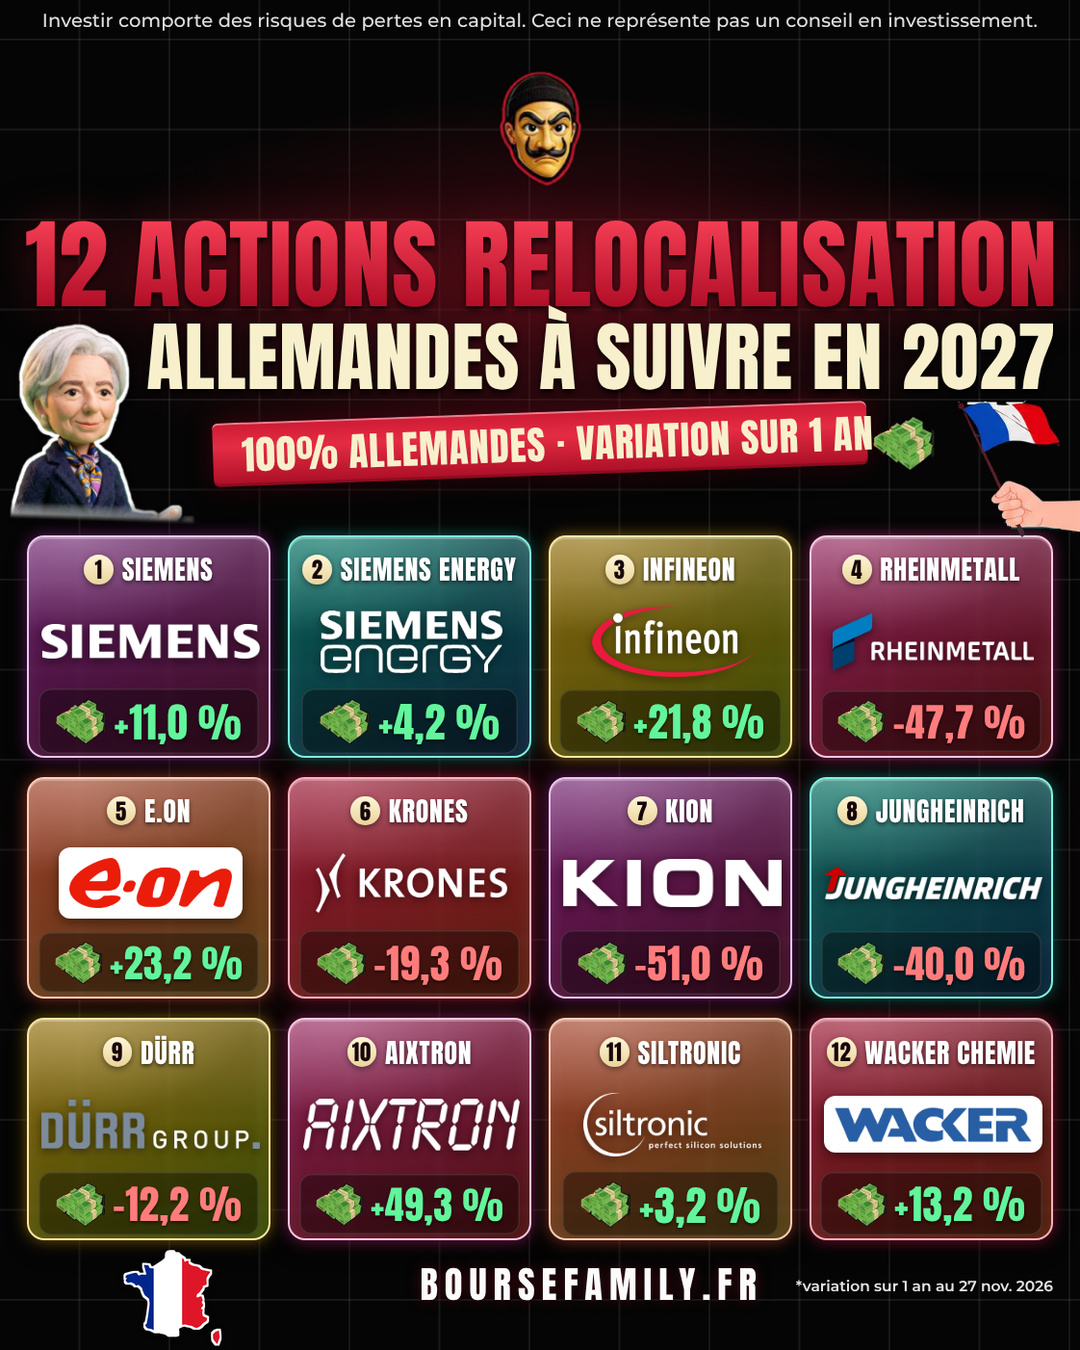 Investir comporte des risques de pertes en capital. Ceci ne représente pas un conseil en investissement.
12 ACTIONS RELOCALISATION
ALLEMANDES À SUIVRE EN 2027
100% ALLEMANDES · VARIATION SUR 1 AN
1 SIEMENS
SIEMENS
+11,0 %
2 SIEMENS ENERGY
SIEMENS
energy
+4,2 %
3 INFINEON
infineon
+21,8 %
4 RHEINMETALL
RHEINMETALL
-47,7 %
5 E.ON
e·on
+23,2 %
6 KRONES
KRONES
-19,3 %
7 KION
KION
-51,0 %
8 JUNGHEINRICH
JUNGHEINRICH
-40,0 %
9 DÜRR
DÜRR GROUP.
-12,2 %
10 AIXTRON
AIXTRON
+49,3 %
11 SILTRONIC
siltronic
perfect silicon solutions
+3,2 %
12 WACKER CHEMIE
WACKER
+13,2 %
BOURSEFAMILY.FR
*variation sur 1 an au 27 nov. 2026